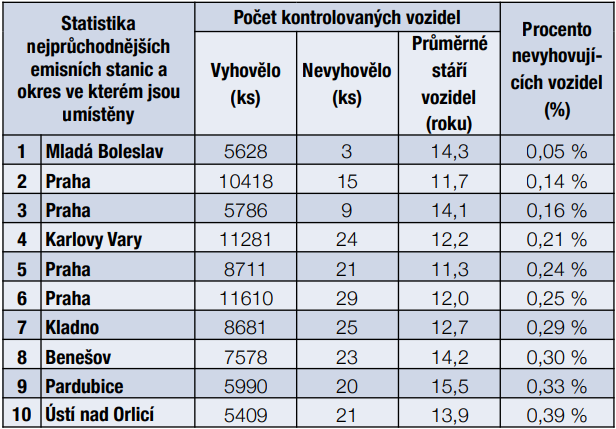 Statistika
nejprůchodnějších
emisních stanic a
okres ve kterém jsou
umístěny
Počet kontrolovaných vozidel
Vyhovělo
(ks)
Nevyhovělo
(ks)
Průměrné
stáří
vozidel
(roku)
Procento
nevyhovují-
cích vozidel
(%)
1 Mladá Boleslav 5628 3 14,3 0,05 %
2 Praha 10418 15 11,7 0,14 %
3 Praha 5786 9 14,1 0,16 %
4 Karlovy Vary 11281 24 12,2 0,21 %
5 Praha 8711 21 11,3 0,24 %
6 Praha 11610 29 12,0 0,25 %
7 Kladno 8681 25 12,7 0,29 %
8 Benešov 7578 23 14,2 0,30 %
9 Pardubice 5990 20 15,5 0,33 %
10 Ústí nad Orlicí 5409 21 13,9 0,39 %